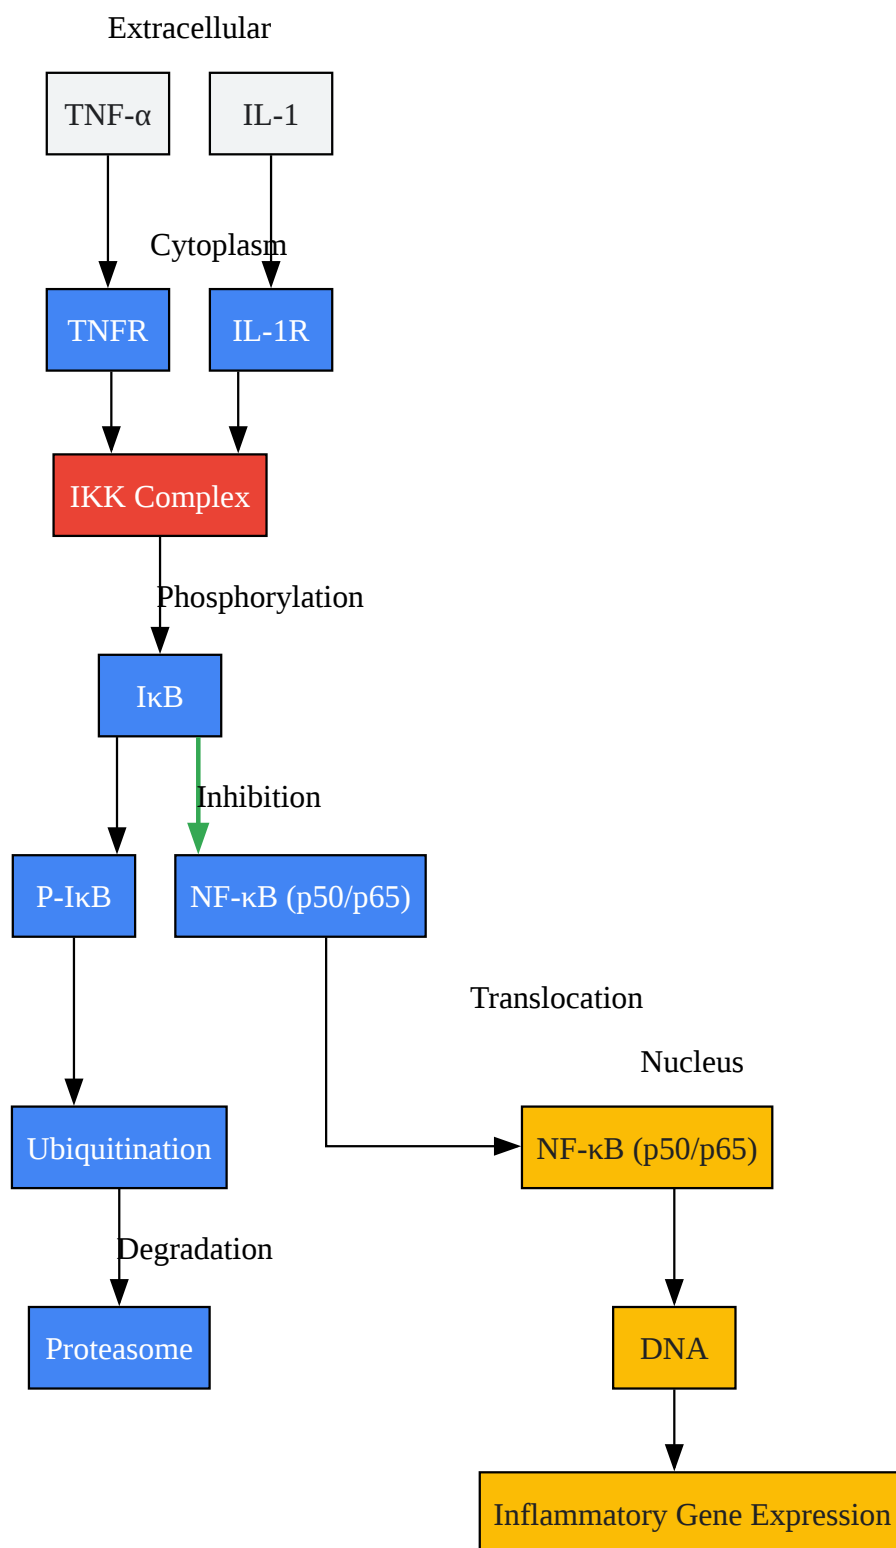 Extracellular
TNF-α
IL-1
Cytoplasm
TNFR
IL-1R
IKK Complex
Phosphorylation
IκB
Inhibition
P-IκB
NF-κB (p50/p65)
Translocation
Nucleus
Ubiquitination
NF-κB (p50/p65)
Degradation
Proteasome
DNA
Inflammatory Gene Expression